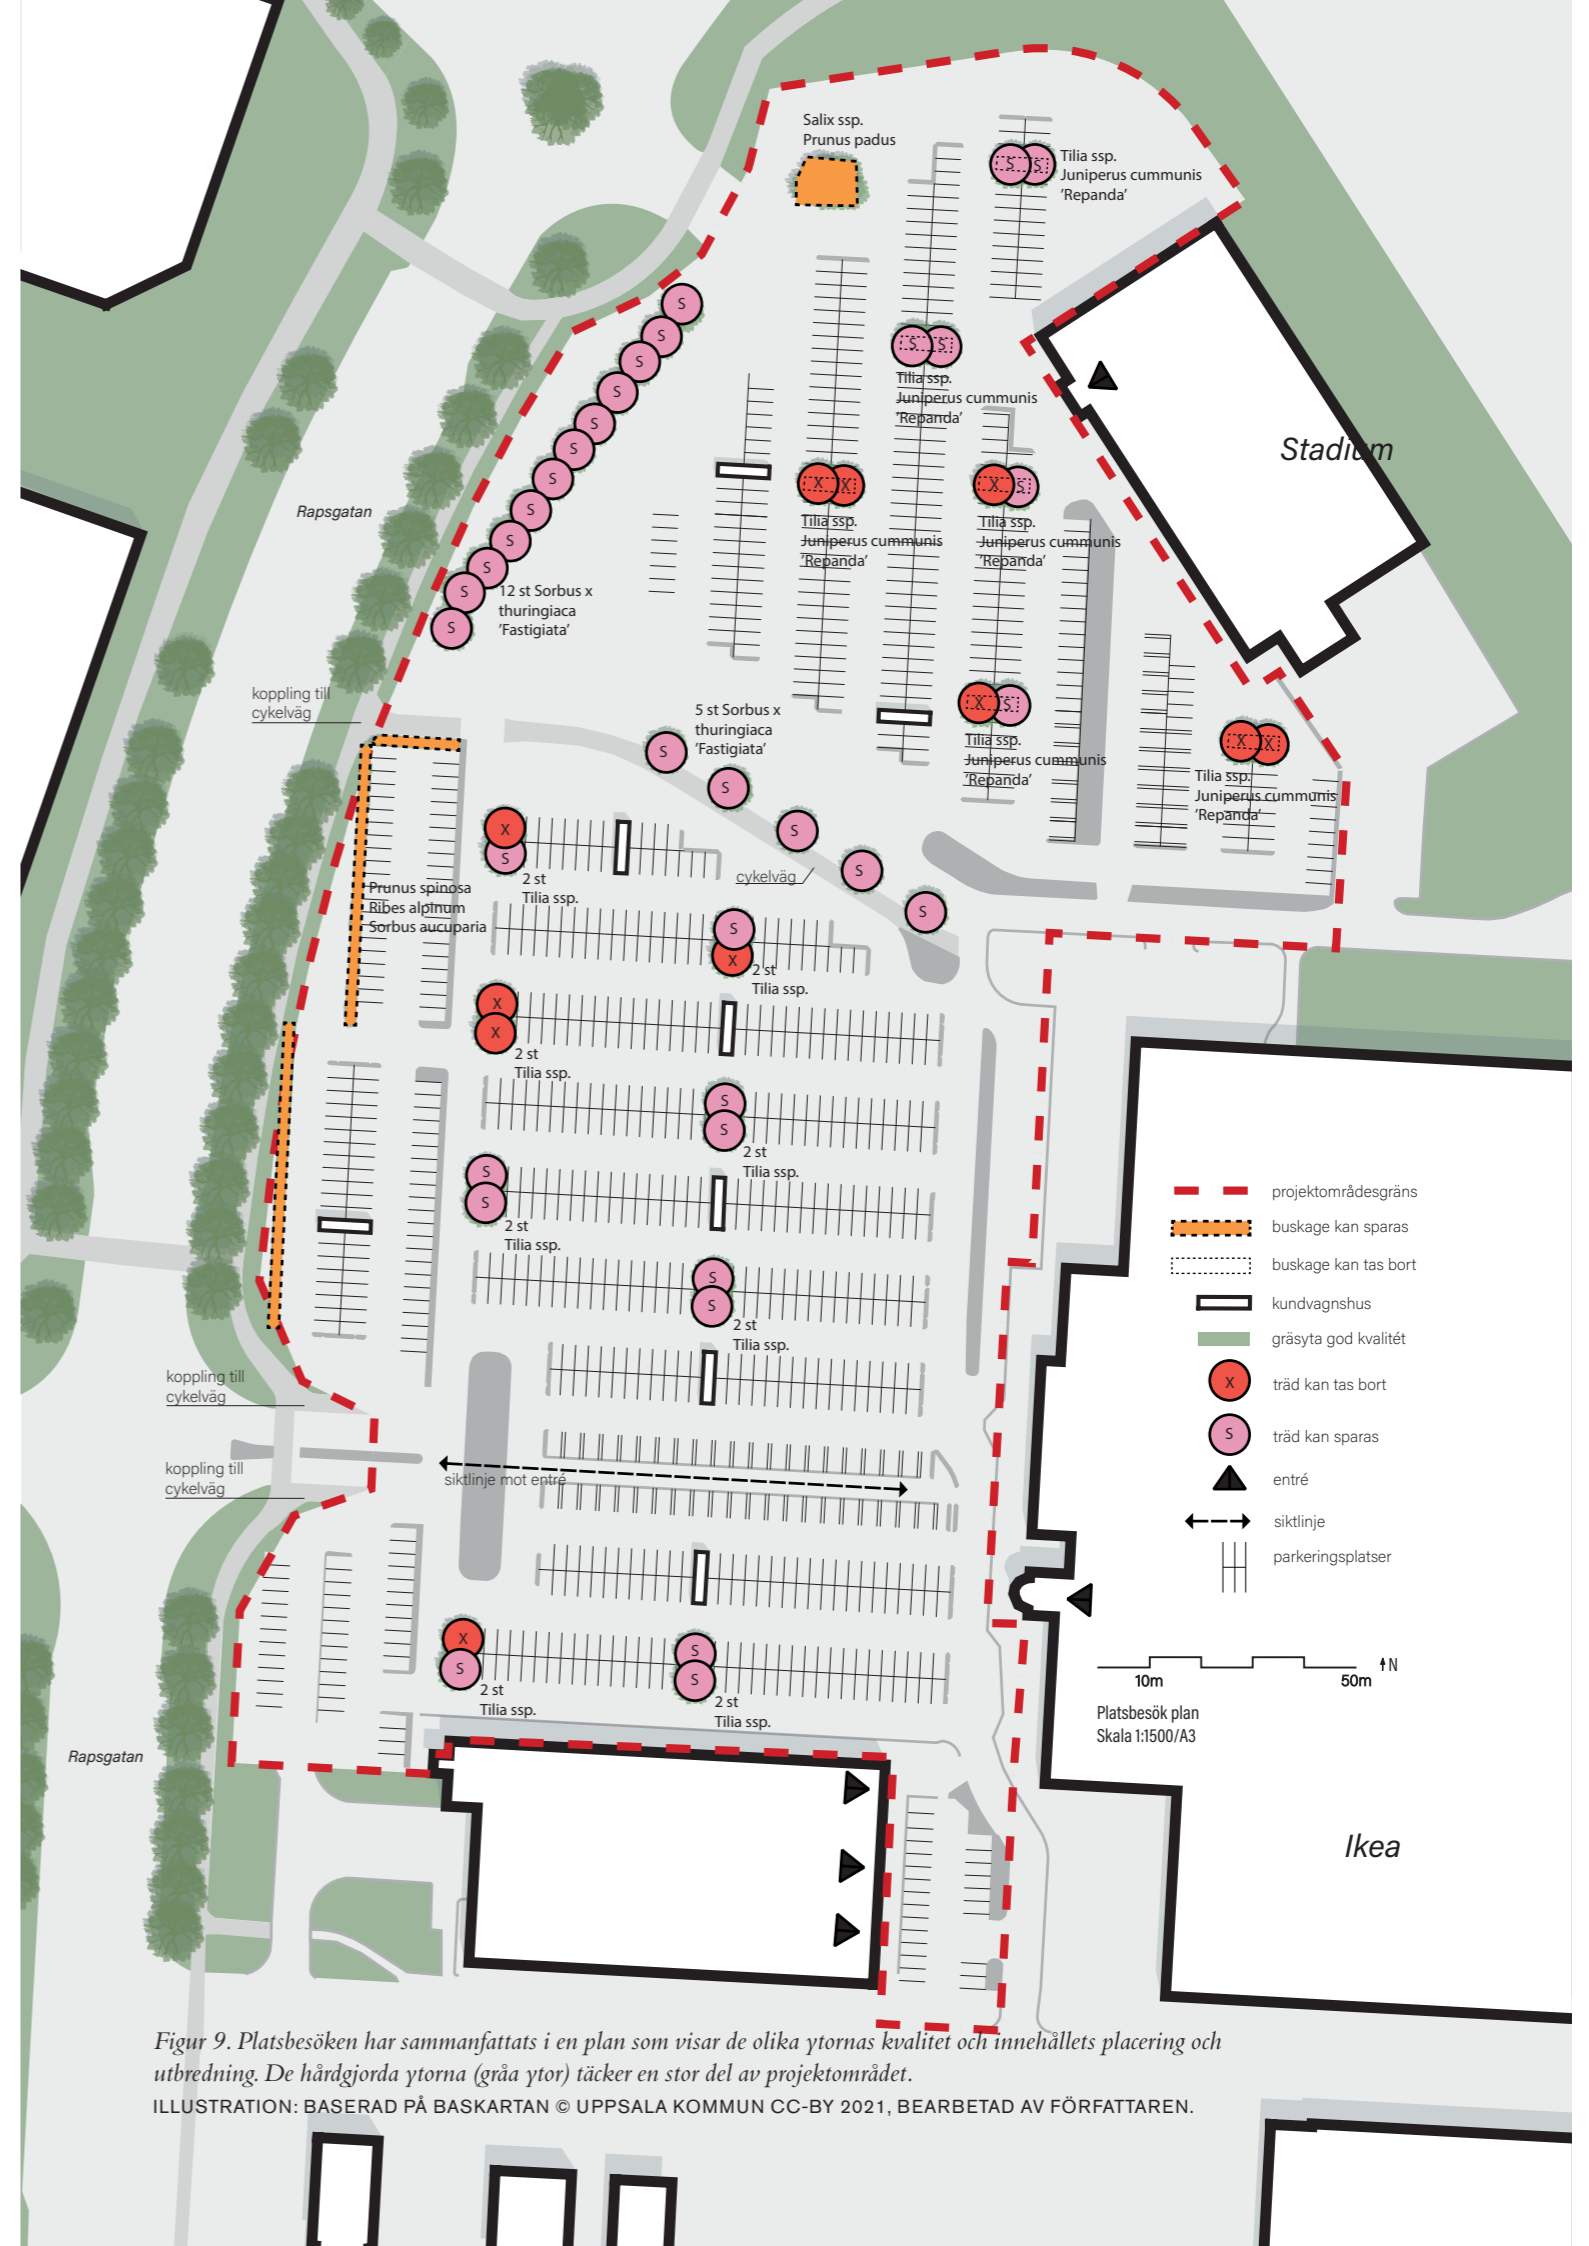 Salix ssp.
Prunus padus
S S
Tilia ssp.
Juniperus cummunis
'Repanda'
S
S
S
S
S
S
S
S
S
S
S
S
12 st Sorbus x
thuringiaca
'Fastigiata'
S S
Tilia ssp.
Juniperus cummunis
'Repanda'
Stadium
X X
Tilia ssp.
Juniperus cummunis
'Repanda'
X S
Tilia ssp.
Juniperus cummunis
'Repanda'
Rapsgatan
koppling till
cykelväg
5 st Sorbus x
thuringiaca
'Fastigiata'
S
S
S
S
S
cykelväg
X S
Tilia ssp.
Juniperus cummunis
'Repanda'
X X
Tilia ssp.
Juniperus cummunis
'Repanda'
Prunus spinosa
Ribes alpinum
Sorbus aucuparia
X
S
2 st
Tilia ssp.
S
X
2 st
Tilia ssp.
X
X
2 st
Tilia ssp.
S
S
2 st
Tilia ssp.
S
S
2 st
Tilia ssp.
S
S
2 st
Tilia ssp.
koppling till
cykelväg
koppling till
cykelväg
siktlinje mot entré
X
S
2 st
Tilia ssp.
S
S
2 st
Tilia ssp.
Rapsgatan
projektområdesgräns
buskage kan sparas
buskage kan tas bort
kundvagnshus
gräsyta god kvalitét
X träd kan tas bort
S träd kan sparas
entré
siktlinje
parkeringsplatser
N
10m 50m
Platsbesök plan
Skala 1:1500/A3
Ikea
Figur 9. Platsbesöken har sammanfattats i en plan som visar de olika ytornas kvalitet och innehållets placering och
utbredning. De hårdgjorda ytorna (gråa ytor) täcker en stor del av projektområdet.
ILLUSTRATION: BASERAD PÅ BASKARTAN © UPPSALA KOMMUN CC-BY 2021, BEARBETAD AV FÖRFATTAREN.